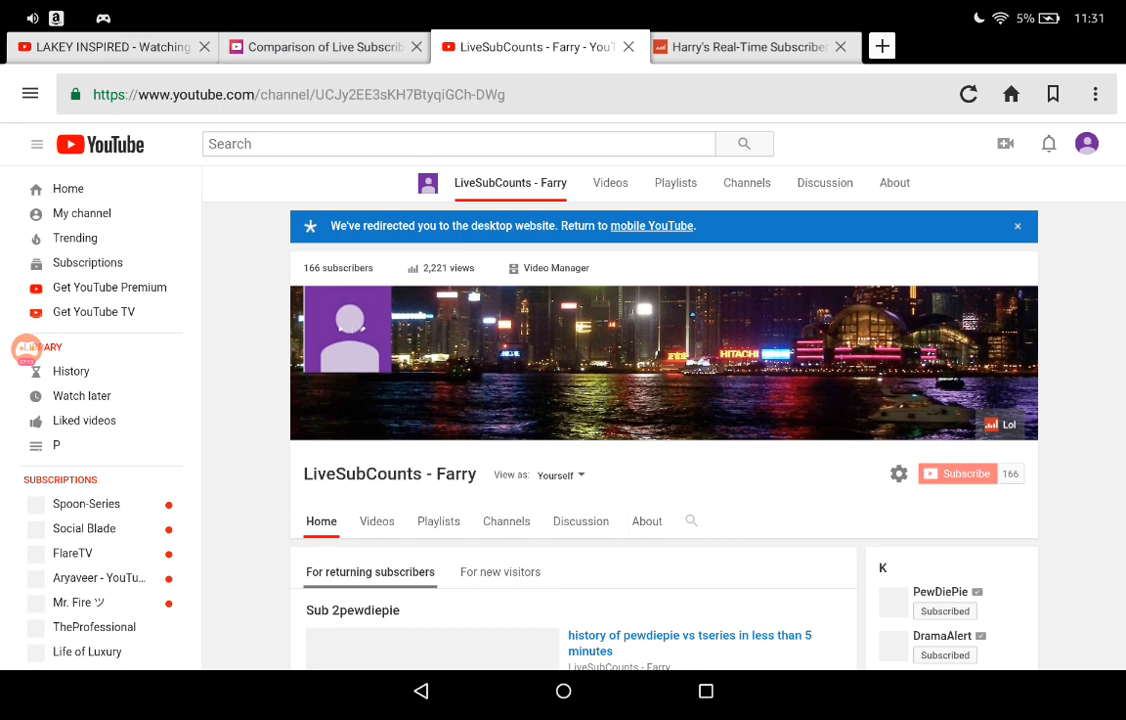 5% 11:31
LAKEY INSPIRED - Watching
Comparison of Live Subscrib
LiveSubCounts - Farry - YouT
Harry's Real-Time Subscriber
https://www.youtube.com/channel/UCJy2EE3sKH7BtyqiGCh-DWg
YouTube
Search
LiveSubCounts - Farry Videos Playlists Channels Discussion About
Home
My channel
Trending
Subscriptions
Get YouTube Premium
Get YouTube TV
LIBRARY
History
Watch later
Liked videos
P
SUBSCRIPTIONS
Spoon-Series
Social Blade
FlareTV
Aryaveer - YouTu...
Mr. Fire ツ
TheProfessional
Life of Luxury
We've redirected you to the desktop website. Return to mobile YouTube.
166 subscribers 2,221 views Video Manager
HITACHI
Lol
LiveSubCounts - Farry View as: Yourself
Subscribe 166
Home Videos Playlists Channels Discussion About
For returning subscribers For new visitors
Sub 2pewdiepie
history of pewdiepie vs tseries in less than 5
minutes
LiveSubCounts - Farry
K
PewDiePie
Subscribed
DramaAlert
Subscribed